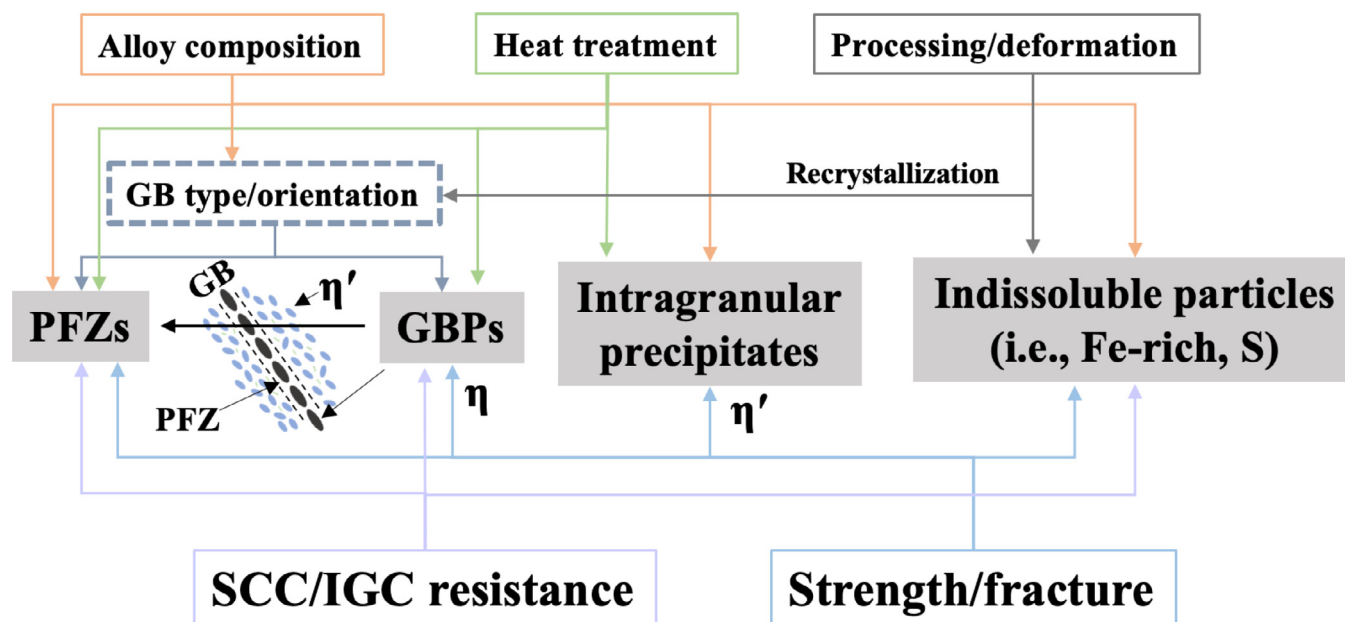 Alloy composition
Heat treatment
Processing/deformation
Recrystallization
GB type/orientation
GB
η′
PFZs
GBPs
Intragranular
precipitates
Indissoluble particles
(i.e., Fe-rich, S)
PFZ
η
η′
SCC/IGC resistance
Strength/fracture